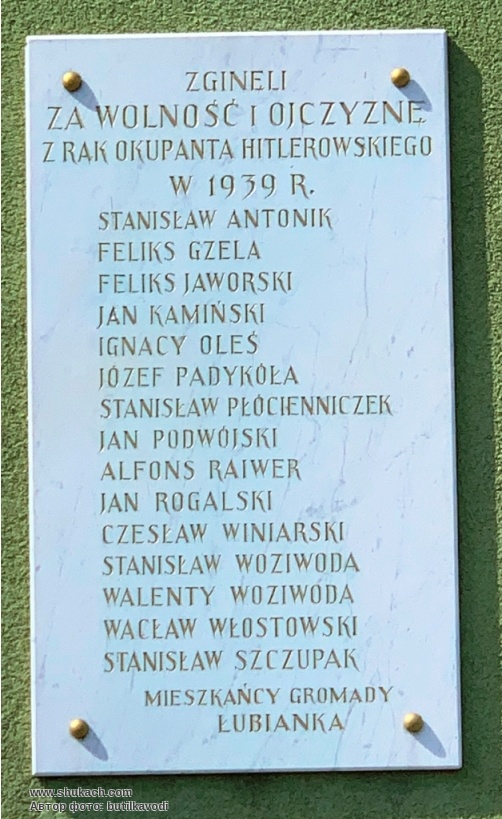 ZGINELI
ZA WOLNOŚĆ I OJCZYZNĘ
Z RĄK OKUPANTA HITLEROWSKIEGO
W 1939 R.
STANISŁAW ANTONIK
FELIKS GZELA
FELIKS JAWORSKI
JAN KAMIŃSKI
IGNACY OLEŚ
JÓZEF PADYKÓŁA
STANISŁAW PŁÓCIENNICZEK
JAN PODWÓJSKI
ALFONS RAIWER
JAN ROGALSKI
CZESŁAW WINIARSKI
STANISŁAW WOZIWODA
WALENTY WOZIWODA
WACŁAW WŁOSTOWSKI
STANISŁAW SZCZUPAK
MIESZKAŃCY GROMADY
ŁUBIANKA
www.shukach.com
Автор фото: butilkavodi